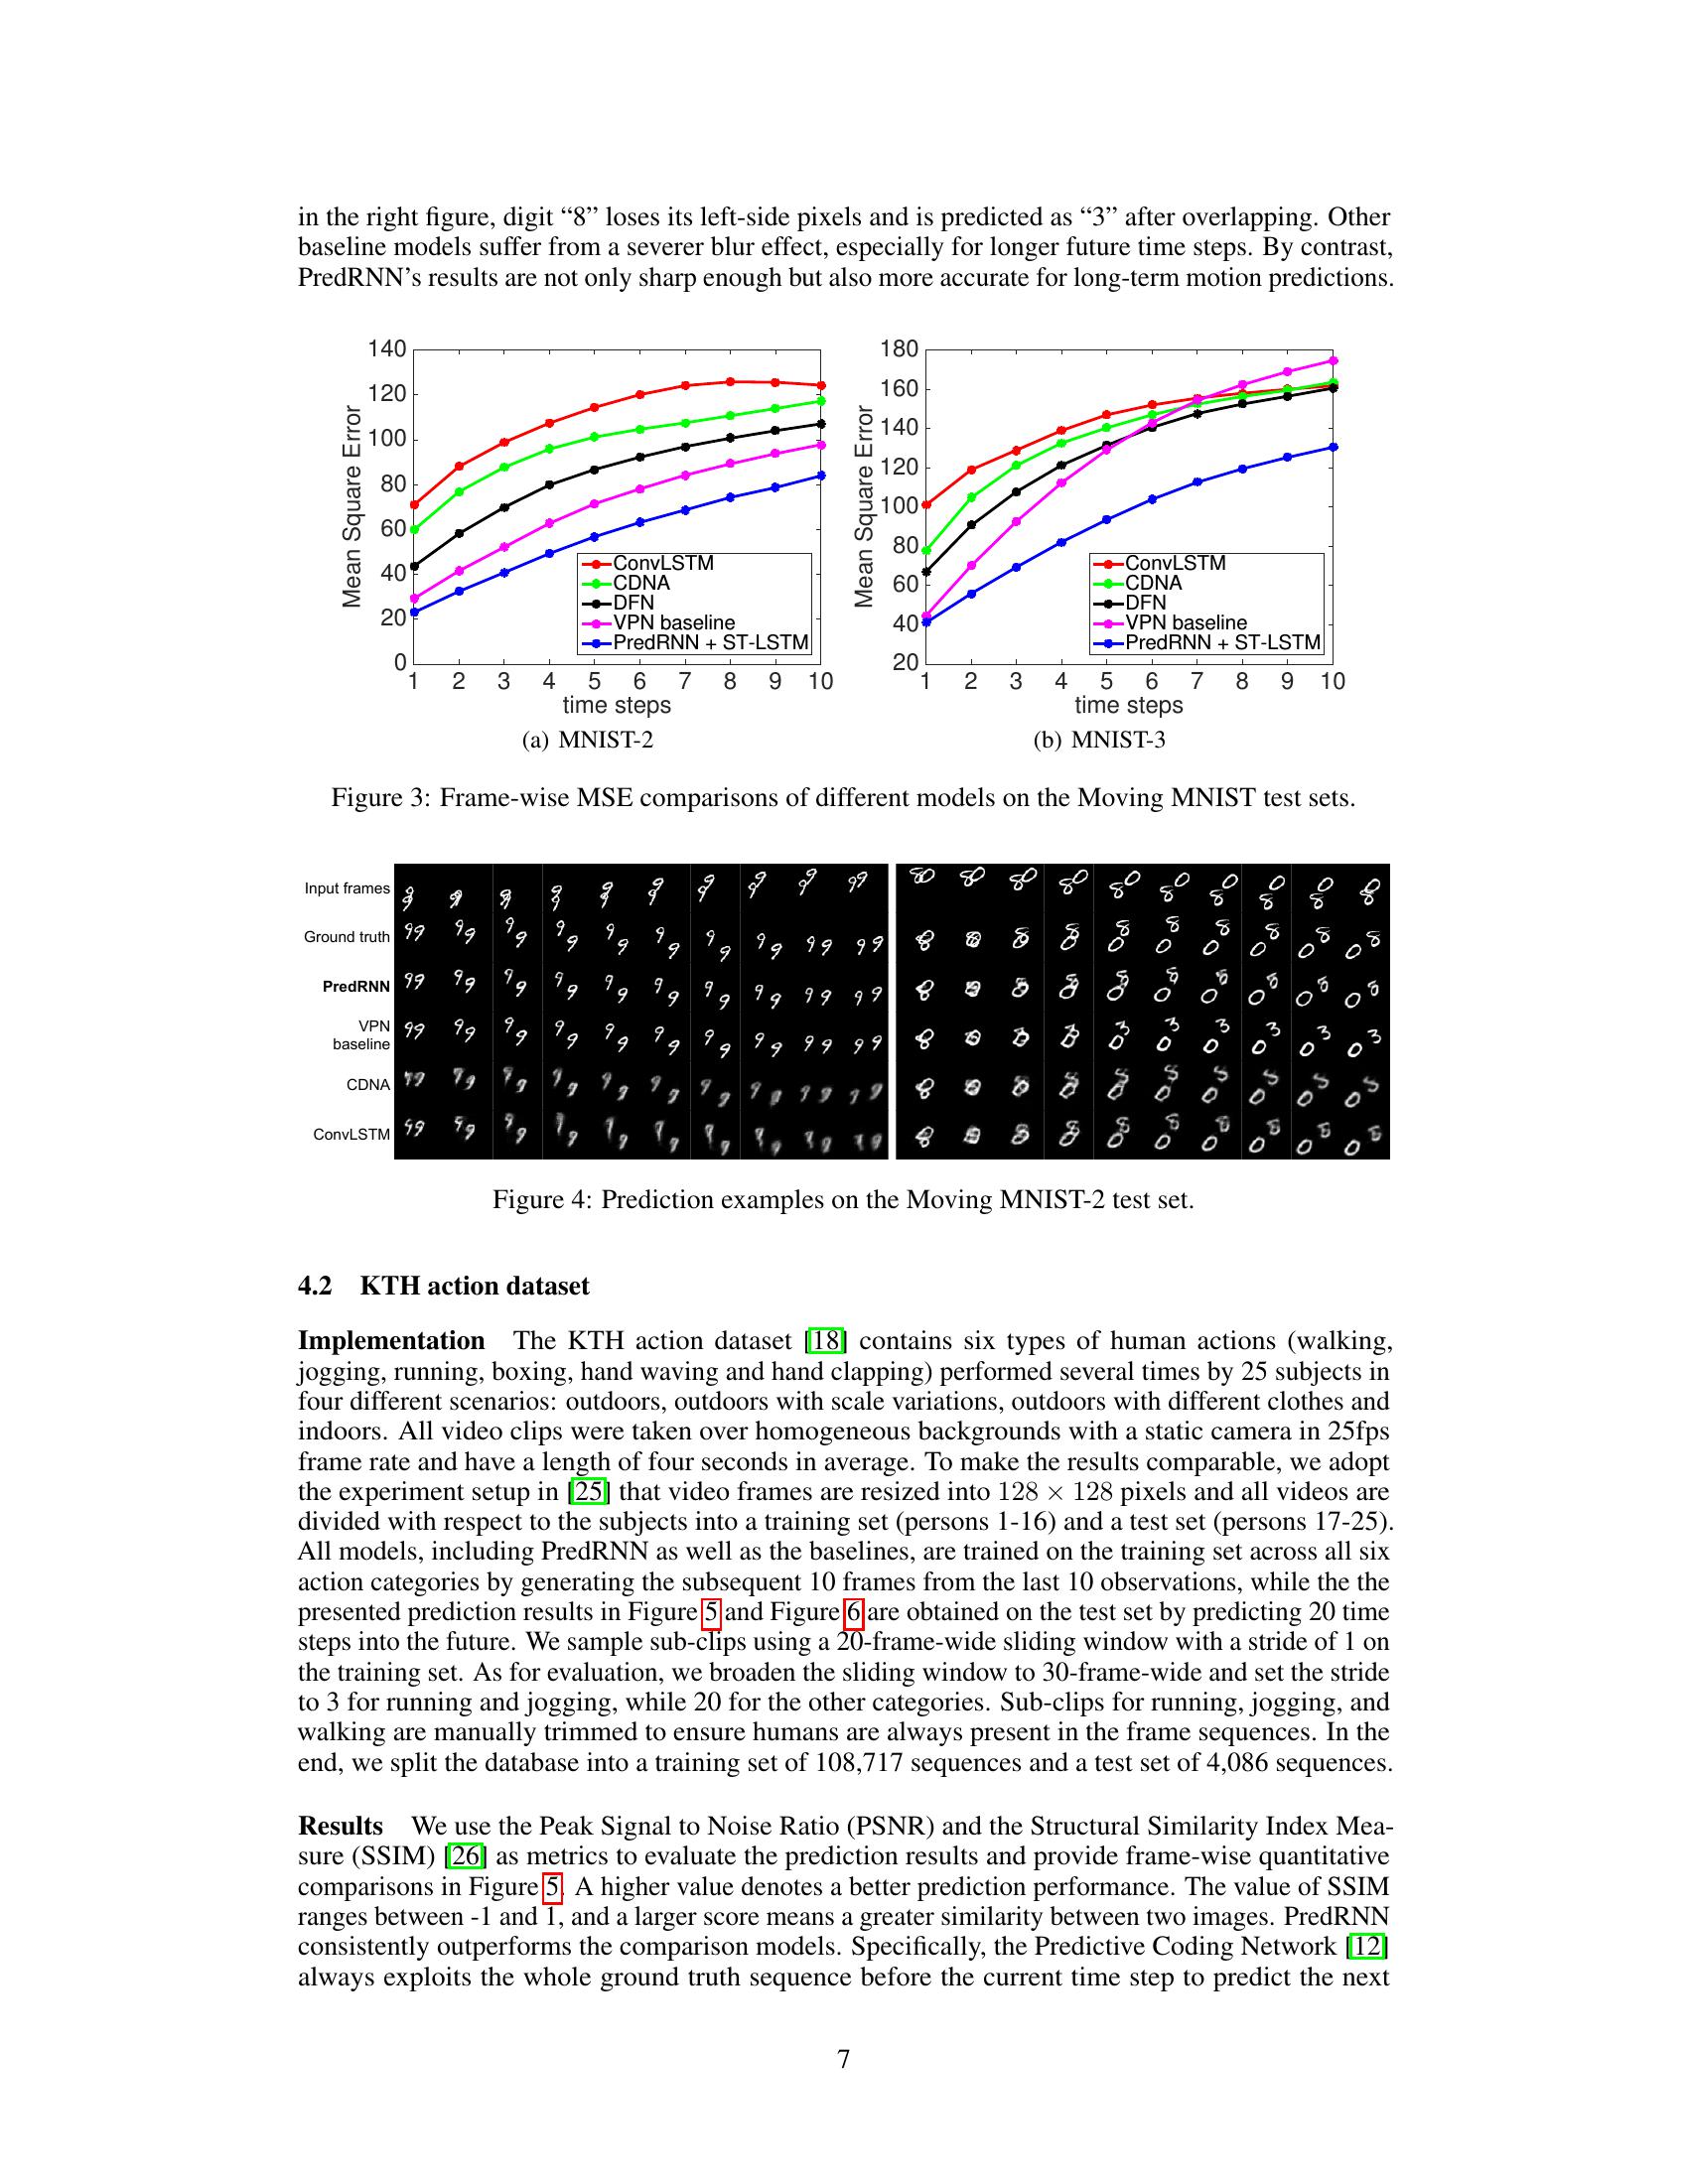 in the right figure, digit “8” loses its left-side pixels and is predicted as “3” after overlapping. Other
baseline models suffer from a severer blur effect, especially for longer future time steps. By contrast,
PredRNN’s results are not only sharp enough but also more accurate for long-term motion predictions.
140
120
100
80
60
40
20
0
Mean Square Error
ConvLSTM
CDNA
DFN
VPN baseline
PredRNN + ST-LSTM
1 2 3 4 5 6 7 8 9 10
time steps
(a) MNIST-2
180
160
140
120
100
80
60
40
20
Mean Square Error
ConvLSTM
CDNA
DFN
VPN baseline
PredRNN + ST-LSTM
1 2 3 4 5 6 7 8 9 10
time steps
(b) MNIST-3
Figure 3: Frame-wise MSE comparisons of different models on the Moving MNIST test sets.
Input frames
Ground truth
PredRNN
VPN
baseline
CDNA
ConvLSTM
Figure 4: Prediction examples on the Moving MNIST-2 test set.
4.2 KTH action dataset
Implementation The KTH action dataset [18] contains six types of human actions (walking,
jogging, running, boxing, hand waving and hand clapping) performed several times by 25 subjects in
four different scenarios: outdoors, outdoors with scale variations, outdoors with different clothes and
indoors. All video clips were taken over homogeneous backgrounds with a static camera in 25fps
frame rate and have a length of four seconds in average. To make the results comparable, we adopt
the experiment setup in [25] that video frames are resized into 128 × 128 pixels and all videos are
divided with respect to the subjects into a training set (persons 1-16) and a test set (persons 17-25).
All models, including PredRNN as well as the baselines, are trained on the training set across all six
action categories by generating the subsequent 10 frames from the last 10 observations, while the the
presented prediction results in Figure 5 and Figure 6 are obtained on the test set by predicting 20 time
steps into the future. We sample sub-clips using a 20-frame-wide sliding window with a stride of 1 on
the training set. As for evaluation, we broaden the sliding window to 30-frame-wide and set the stride
to 3 for running and jogging, while 20 for the other categories. Sub-clips for running, jogging, and
walking are manually trimmed to ensure humans are always present in the frame sequences. In the
end, we split the database into a training set of 108,717 sequences and a test set of 4,086 sequences.
Results We use the Peak Signal to Noise Ratio (PSNR) and the Structural Similarity Index Mea-
sure (SSIM) [26] as metrics to evaluate the prediction results and provide frame-wise quantitative
comparisons in Figure 5. A higher value denotes a better prediction performance. The value of SSIM
ranges between -1 and 1, and a larger score means a greater similarity between two images. PredRNN
consistently outperforms the comparison models. Specifically, the Predictive Coding Network [12]
always exploits the whole ground truth sequence before the current time step to predict the next
7